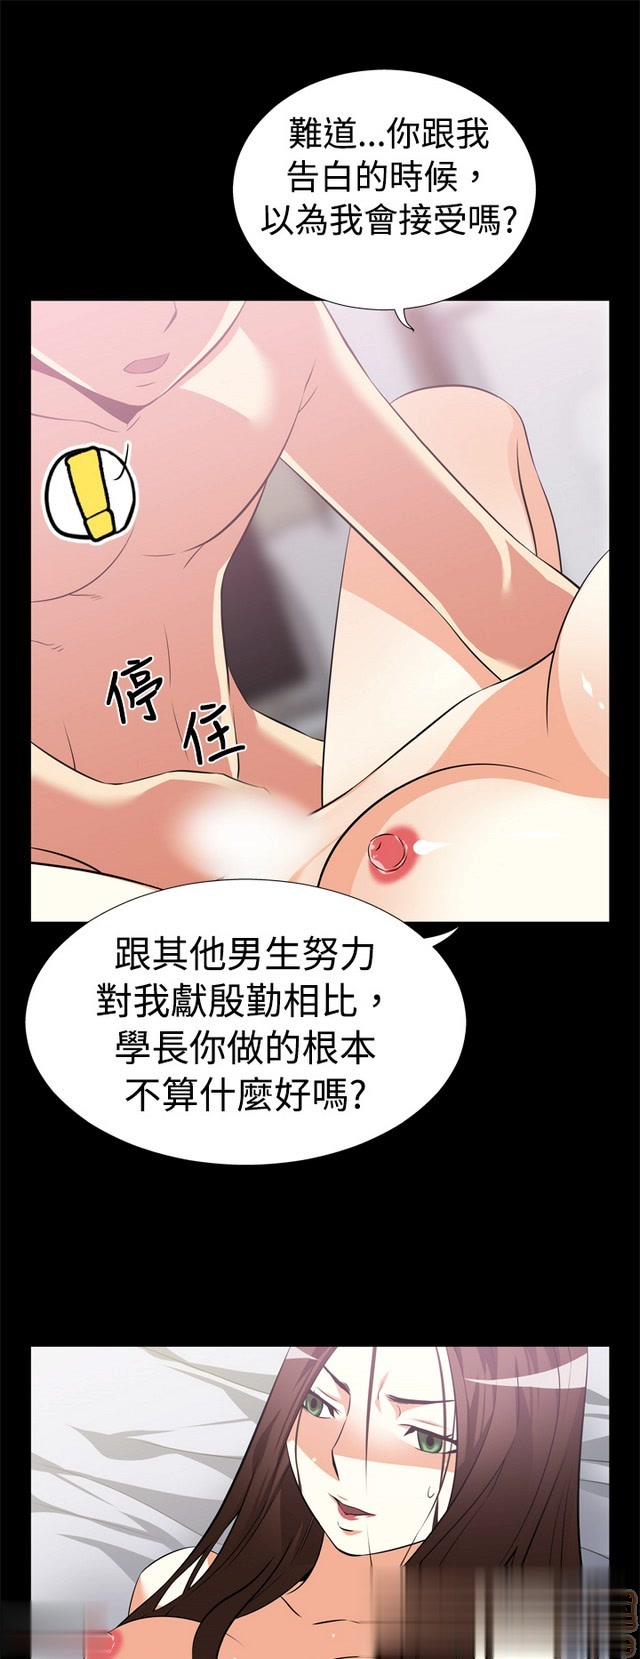 難道...你跟我
告白的時候，
以為我會接受嗎?
!
停住
跟其他男生努力
對我獻殷勤相比，
學長你做的根本
不算什麼好嗎?